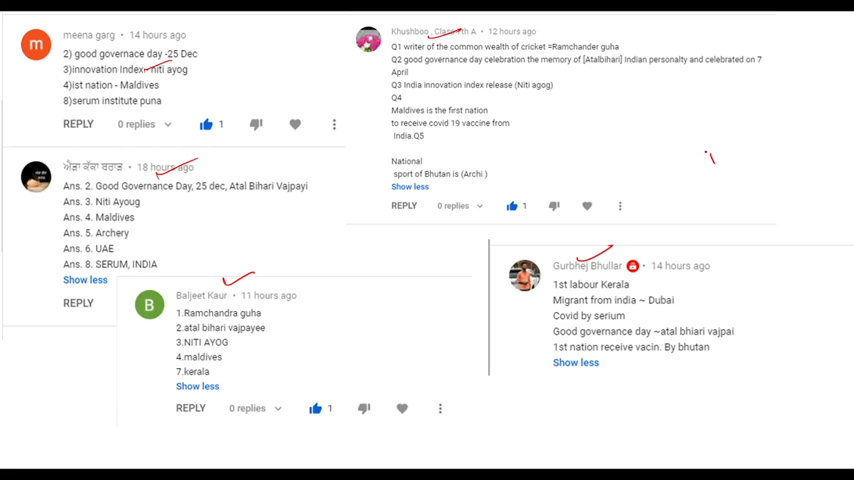 meena garg • 14 hours ago
2) good governace day -25 Dec
3)innovation Index- niti ayog
4)ist nation - Maldives
8)serum institute puna
REPLY 0 replies 1
ਐਡਾ ਕੱਕਾ ਬਰਾੜ • 18 hours ago
Ans. 2. Good Governance Day, 25 dec, Atal Bihari Vajpayi
Ans. 3. Niti Ayoug
Ans. 4. Maldives
Ans. 5. Archery
Ans. 6. UAE
Ans. 8. SERUM, INDIA
Show less
REPLY
B
Baljeet Kaur • 11 hours ago
1.Ramchandra guha
2.atal bihari vajpayee
3.NITI AYOG
4.maldives
7.kerala
Show less
REPLY 0 replies 1
Khushboo , Class A • 12 hours ago
Q1 writer of the common wealth of cricket =Ramchander guha
Q2 good governance day celebration the memory of [Atalbihari] Indian personalty and celebrated on 7
April
Q3 India innovation index release (Niti agog)
Q4
Maldives is the first nation
to receive covid 19 vaccine from
India.Q5
National
sport of Bhutan is (Archi )
Show less
REPLY 0 replies 1
Gurbhej Bhullar • 14 hours ago
1st labour Kerala
Migrant from india ~ Dubai
Covid by serium
Good governance day ~atal bhiari vajpai
1st nation receive vacin. By bhutan
Show less